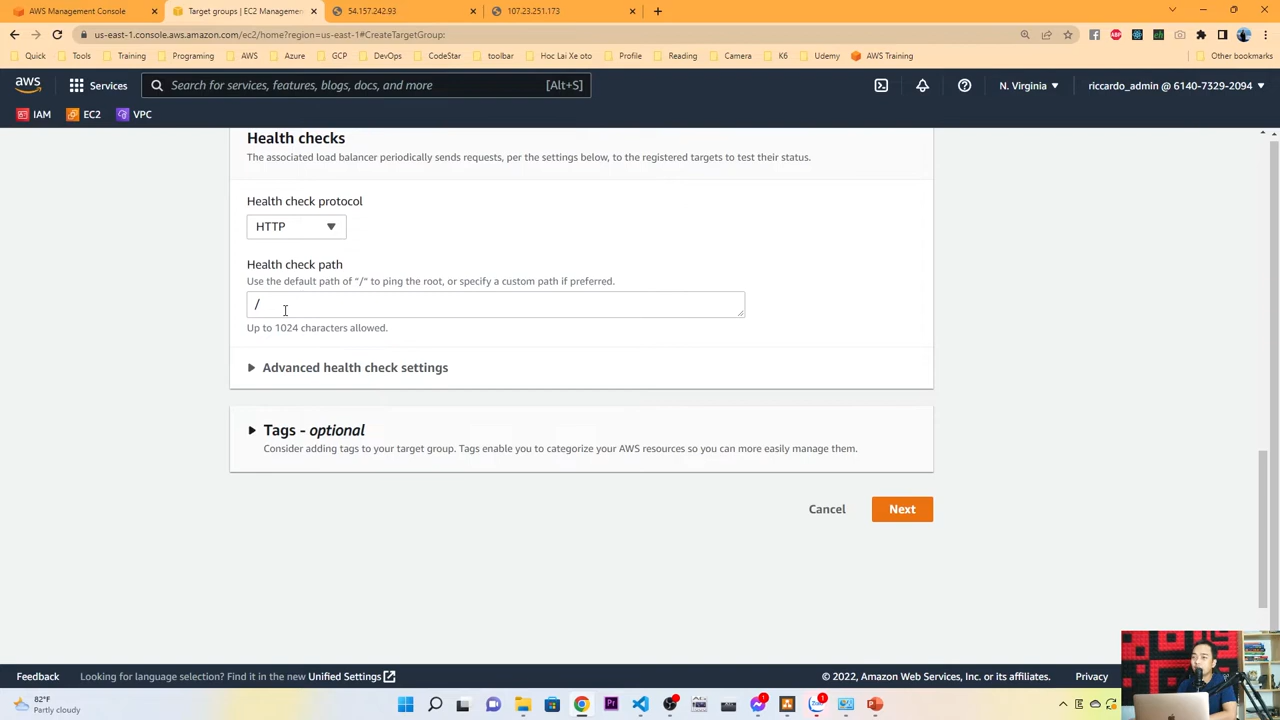 AWS Management Console
Target groups | EC2 Managemen
54.157.242.93
107.23.251.173
us-east-1.console.aws.amazon.com/ec2/home?region=us-east-1#CreateTargetGroup:
Quick Tools Training Programing AWS Azure GCP DevOps CodeStar toolbar Hoc Lai Xe oto Profile Reading Camera K6 Udemy AWS Training Other bookmarks
aws Services Search for services, features, blogs, docs, and more [Alt+S] N. Virginia riccardo_admin @ 6140-7329-2094
IAM EC2 VPC
Health checks
The associated load balancer periodically sends requests, per the settings below, to the registered targets to test their status.
Health check protocol
HTTP
Health check path
Use the default path of "/" to ping the root, or specify a custom path if preferred.
/
Up to 1024 characters allowed.
Advanced health check settings
Tags - optional
Consider adding tags to your target group. Tags enable you to categorize your AWS resources so you can more easily manage them.
Cancel Next
Feedback Looking for language selection? Find it in the new Unified Settings © 2022, Amazon Web Services, Inc. or its affiliates. Privacy
82°F
Partly cloudy